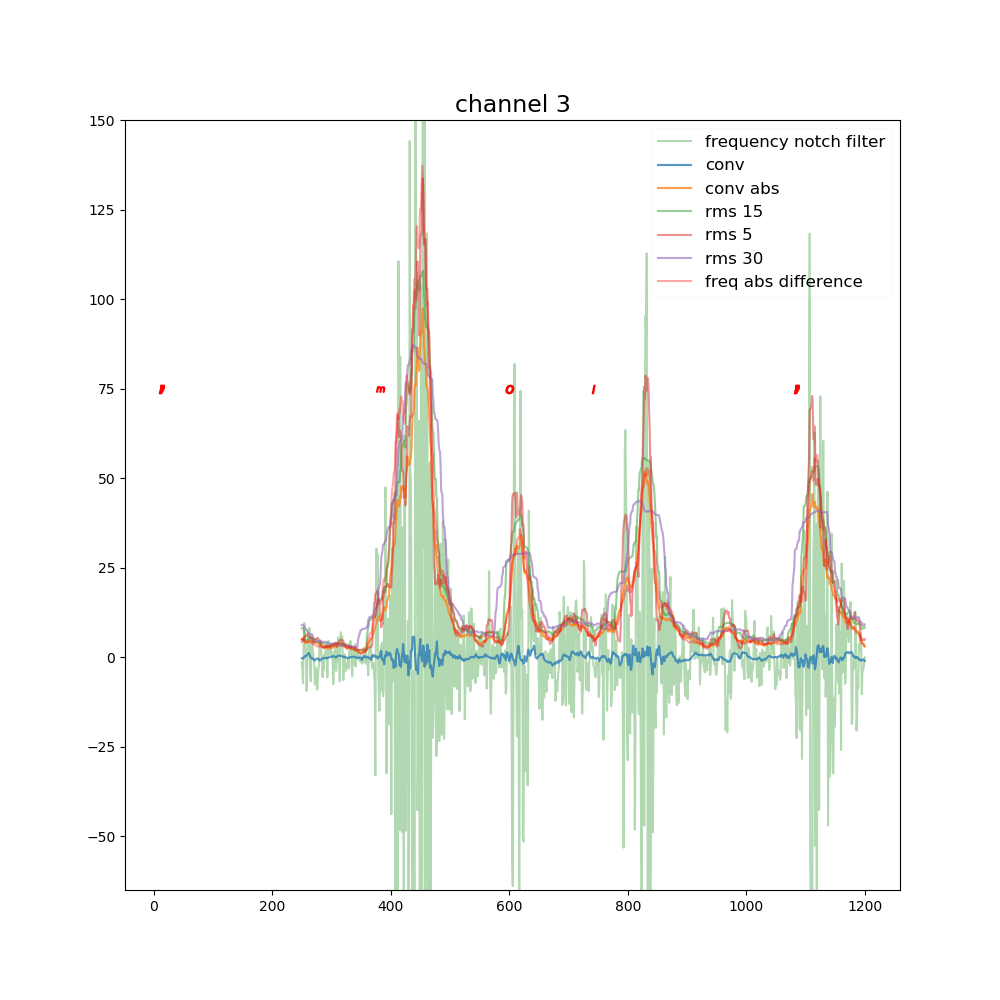 channel 3
150
frequency notch filter
conv
conv abs
125
rms 15
rms 5
rms 30
freq abs difference
100
75
m o l
50
25
0
−25
−50
0 200 400 600 800 1000 1200